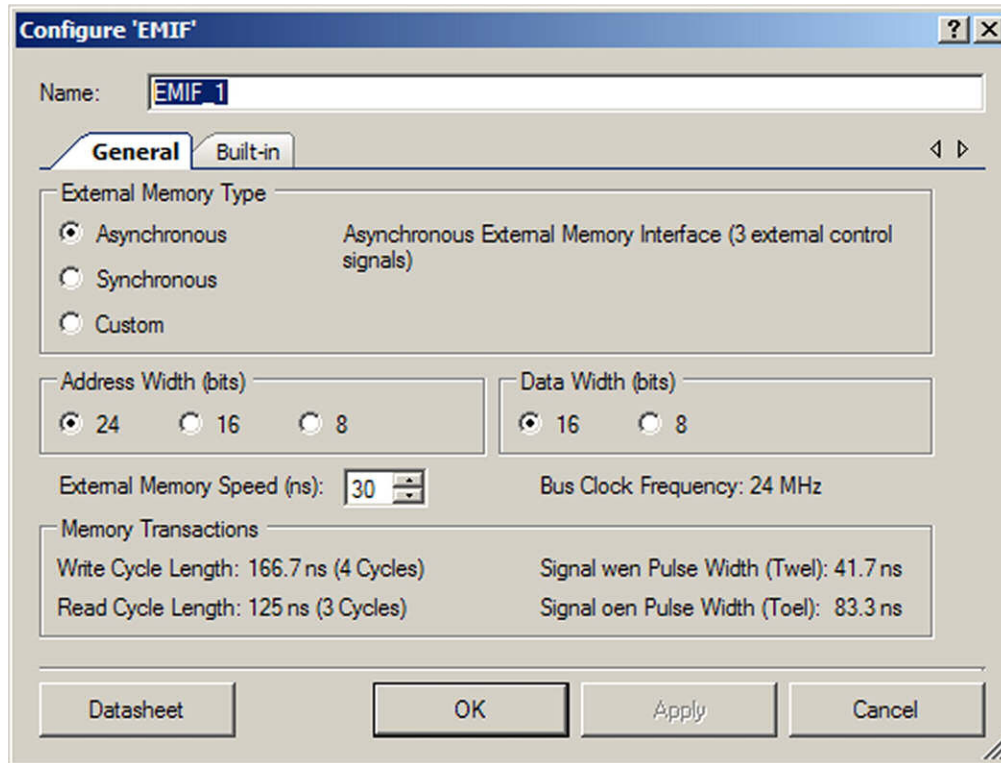 Configure 'EMIF'
Name: EMIF_1
General Built-in
External Memory Type
Asynchronous Asynchronous External Memory Interface (3 external control
signals)
Synchronous
Custom
Address Width (bits) Data Width (bits)
24 16 8 16 8
External Memory Speed (ns): 30 Bus Clock Frequency: 24 MHz
Memory Transactions
Write Cycle Length: 166.7 ns (4 Cycles) Signal wen Pulse Width (Twel): 41.7 ns
Read Cycle Length: 125 ns (3 Cycles) Signal oen Pulse Width (Toel): 83.3 ns
Datasheet OK Apply Cancel